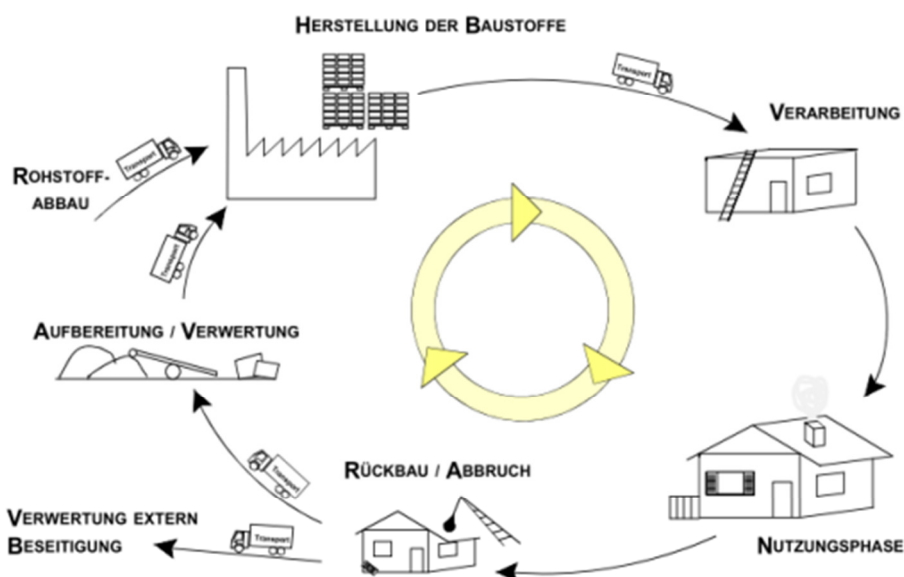 HERSTELLUNG DER BAUSTOFFE
Transport
VERARBEITUNG
Transport
ROHSTOFF-
ABBAU
Transport
AUFBEREITUNG / VERWERTUNG
RÜCKBAU / ABBRUCH
Transport
VERWERTUNG EXTERN
BESEITIGUNG
Transport
NUTZUNGSPHASE